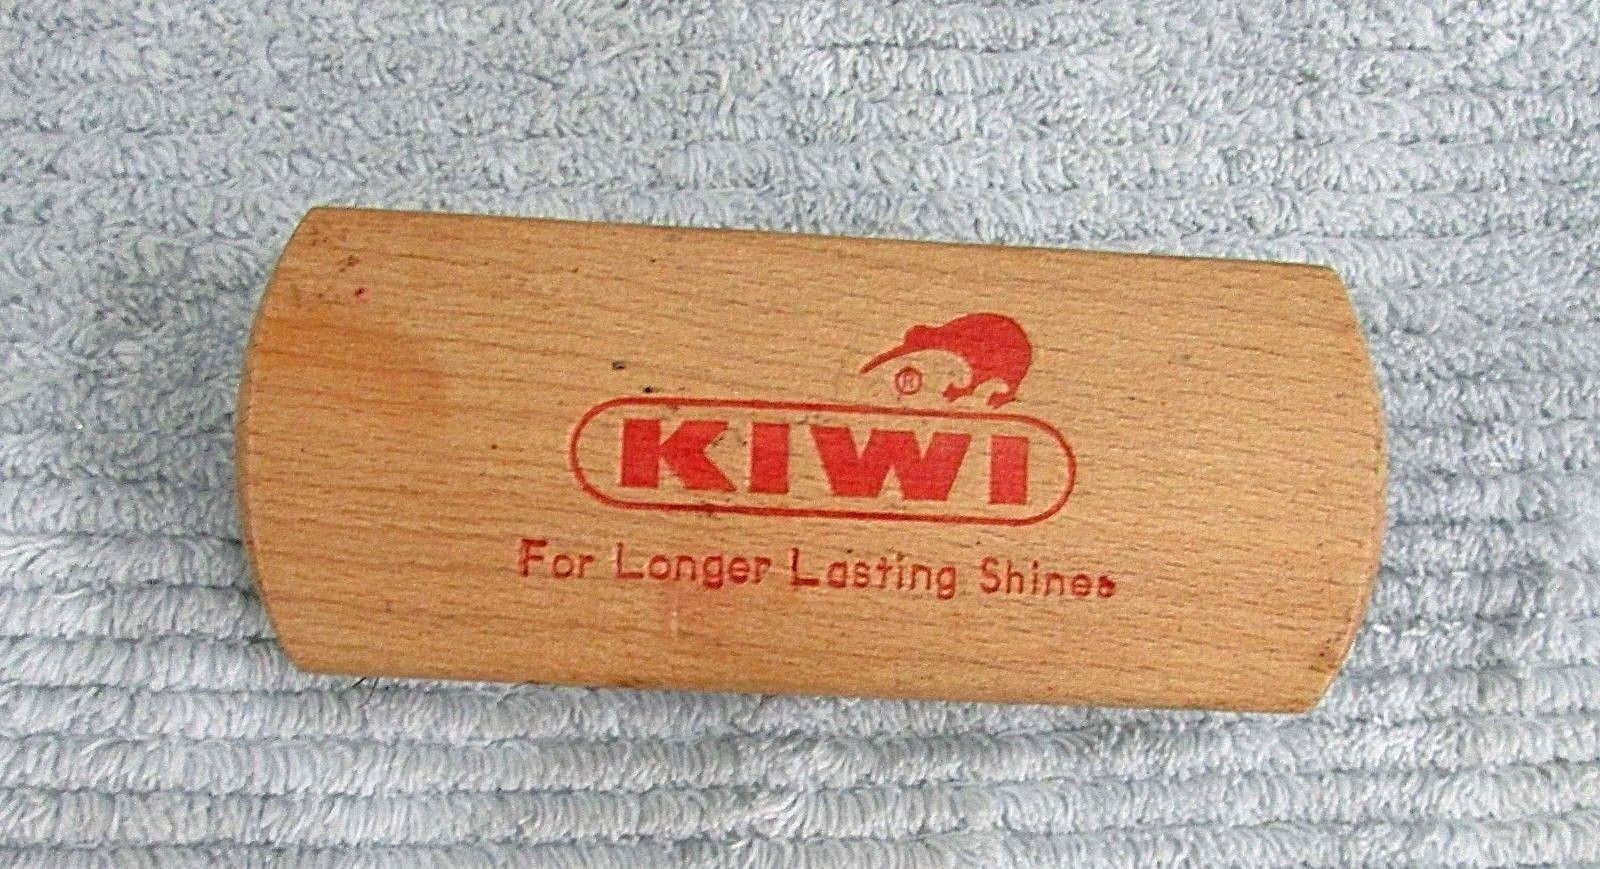 ®
KIWI
For Longer Lasting Shines